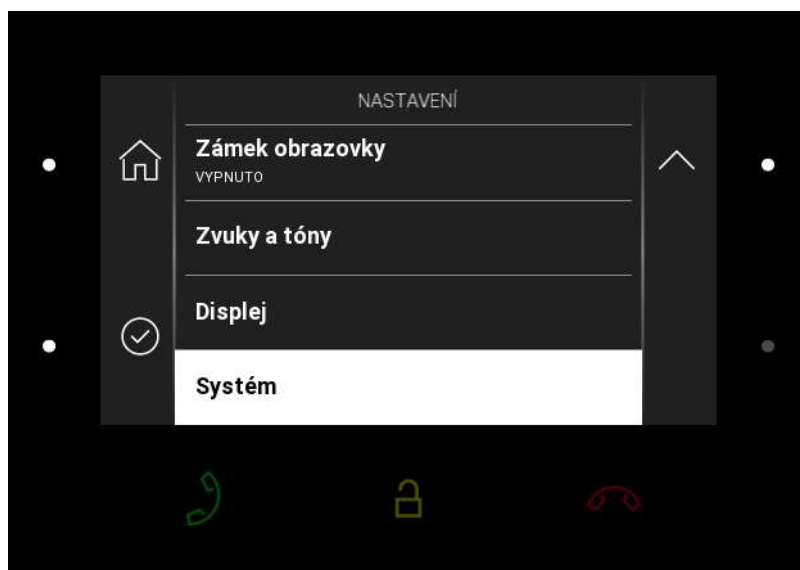 NASTAVENÍ
Zámek obrazovky
VYPNUTO
Zvuky a tóny
Displej
Systém